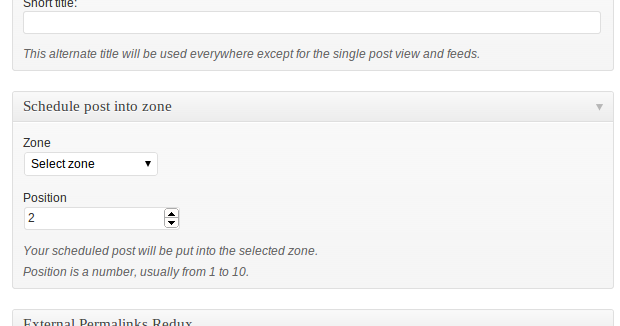 Short title:
This alternate title will be used everywhere except for the single post view and feeds.
Schedule post into zone
Zone
Select zone
Position
2
Your scheduled post will be put into the selected zone.
Position is a number, usually from 1 to 10.
External Permalinks Redux